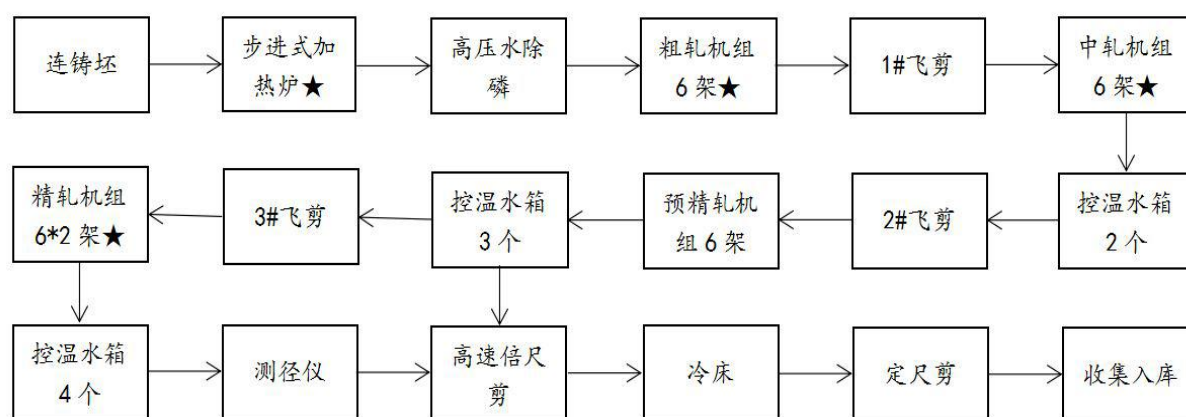 连铸坯
步进式加
热炉★
高压水除
磷
粗轧机组
6 架★
1#飞剪
中轧机组
6 架★
精轧机组
6*2 架★
3#飞剪
控温水箱
3 个
预精轧机
组 6 架
2#飞剪
控温水箱
2 个
控温水箱
4 个
测径仪
高速倍尺
剪
冷床
定尺剪
收集入库